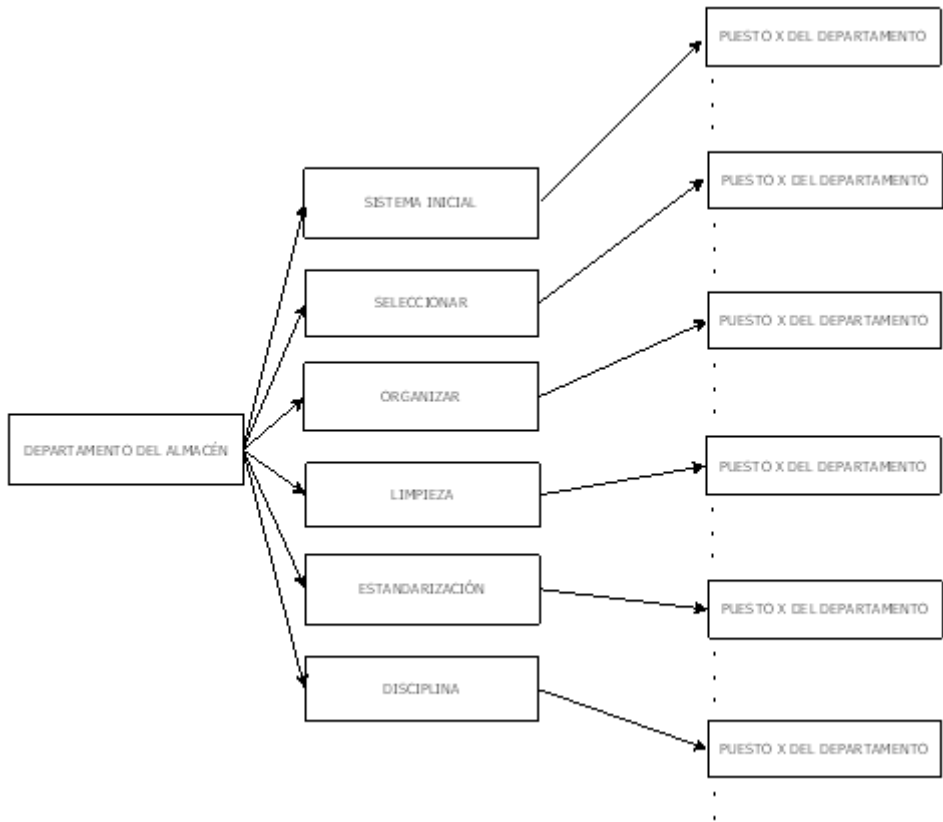 PUESTO X DEL DEPARTAMENTO
PUESTO X DEL DEPARTAMENTO
SISTEMA INICIAL
SELECCIONAR
PUESTO X DEL DEPARTAMENTO
ORGANIZAR
DEPARTAMENTO DEL ALMACÉN
PUESTO X DEL DEPARTAMENTO
LIMPIEZA
ESTANDARIZACIÓN
PUESTO X DEL DEPARTAMENTO
DISCIPLINA
PUESTO X DEL DEPARTAMENTO